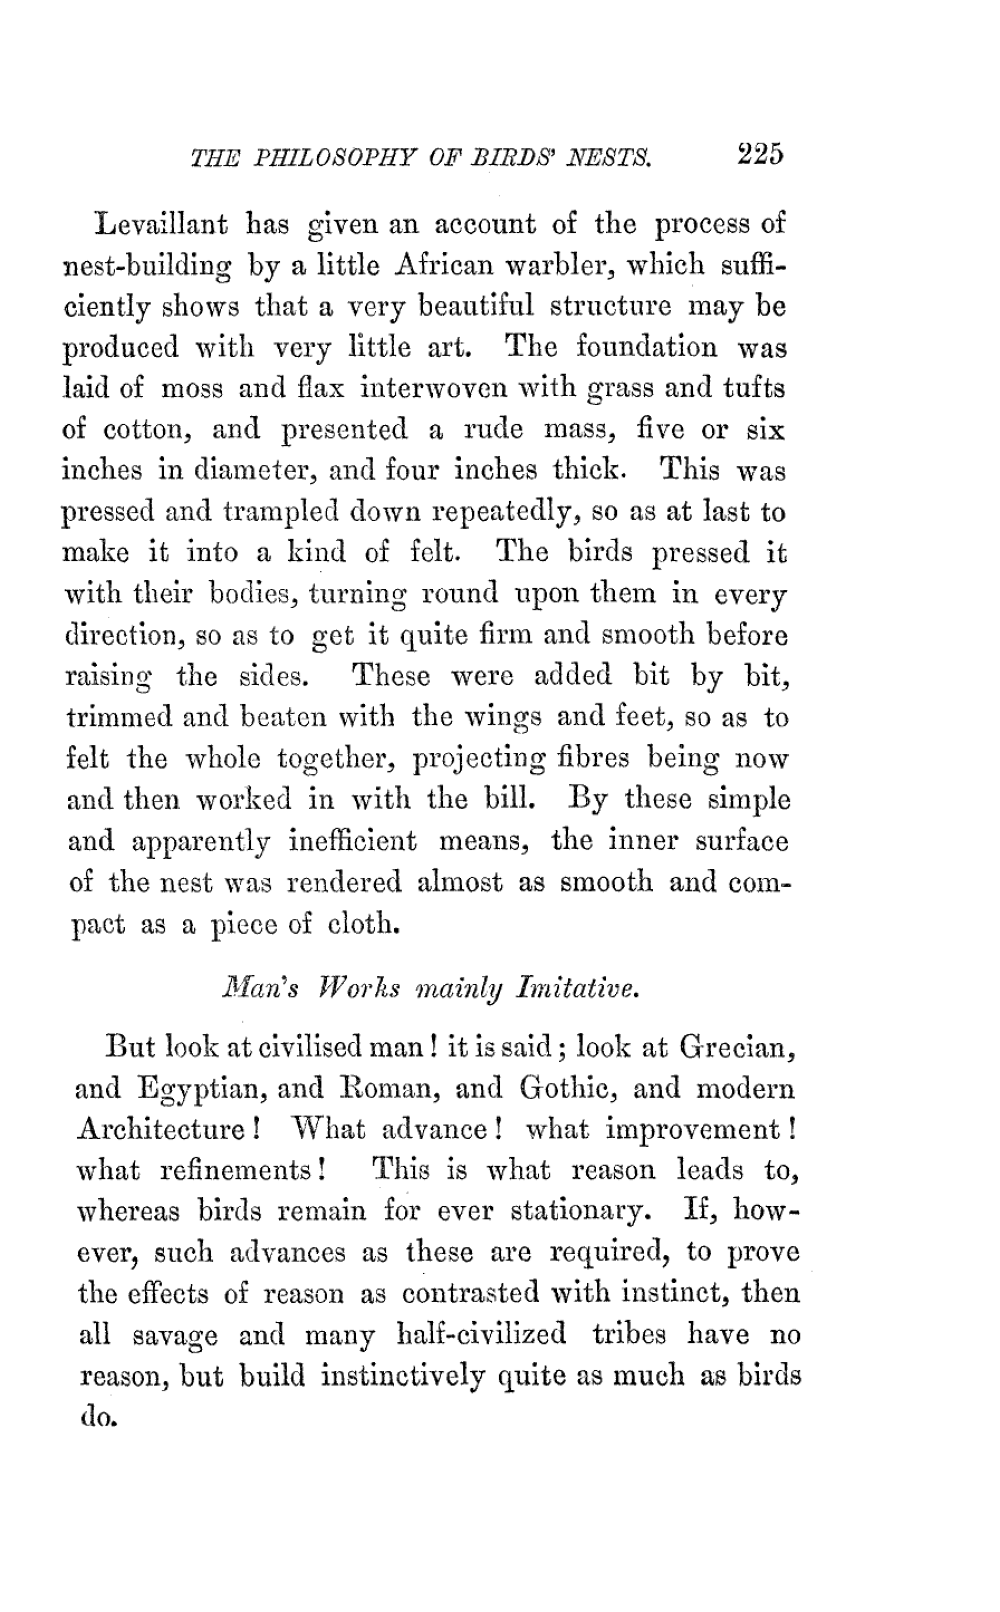 THE PHILOSOPHY OF BIRDS' NESTS. 225
Levaillant has given an account of the process of
nest-building by a little African warbler, which suffi-
ciently shows that a very beautiful structure may be
produced with very little art. The foundation was
laid of moss and flax interwoven with grass and tufts
of cotton, and presented a rude mass, five or six
inches in diameter, and four inches thick. This was
pressed and trampled down repeatedly, so as at last to
make it into a kind of felt. The birds pressed it
with their bodies, turning round upon them in every
direction, so as to get it quite firm and smooth before
raising the sides. These were added bit by bit,
trimmed and beaten with the wings and feet, so as to
felt the whole together, projecting fibres being now
and then worked in with the bill. By these simple
and apparently inefficient means, the inner surface
of the nest was rendered almost as smooth and com-
pact as a piece of cloth.
Man's Works mainly Imitative.
But look at civilised man! it is said; look at Grecian,
and Egyptian, and Roman, and Gothic, and modern
Architecture! What advance! what improvement!
what refinements! This is what reason leads to,
whereas birds remain for ever stationary. If, how-
ever, such advances as these are required, to prove
the effects of reason as contrasted with instinct, then
all savage and many half-civilized tribes have no
reason, but build instinctively quite as much as birds
do.